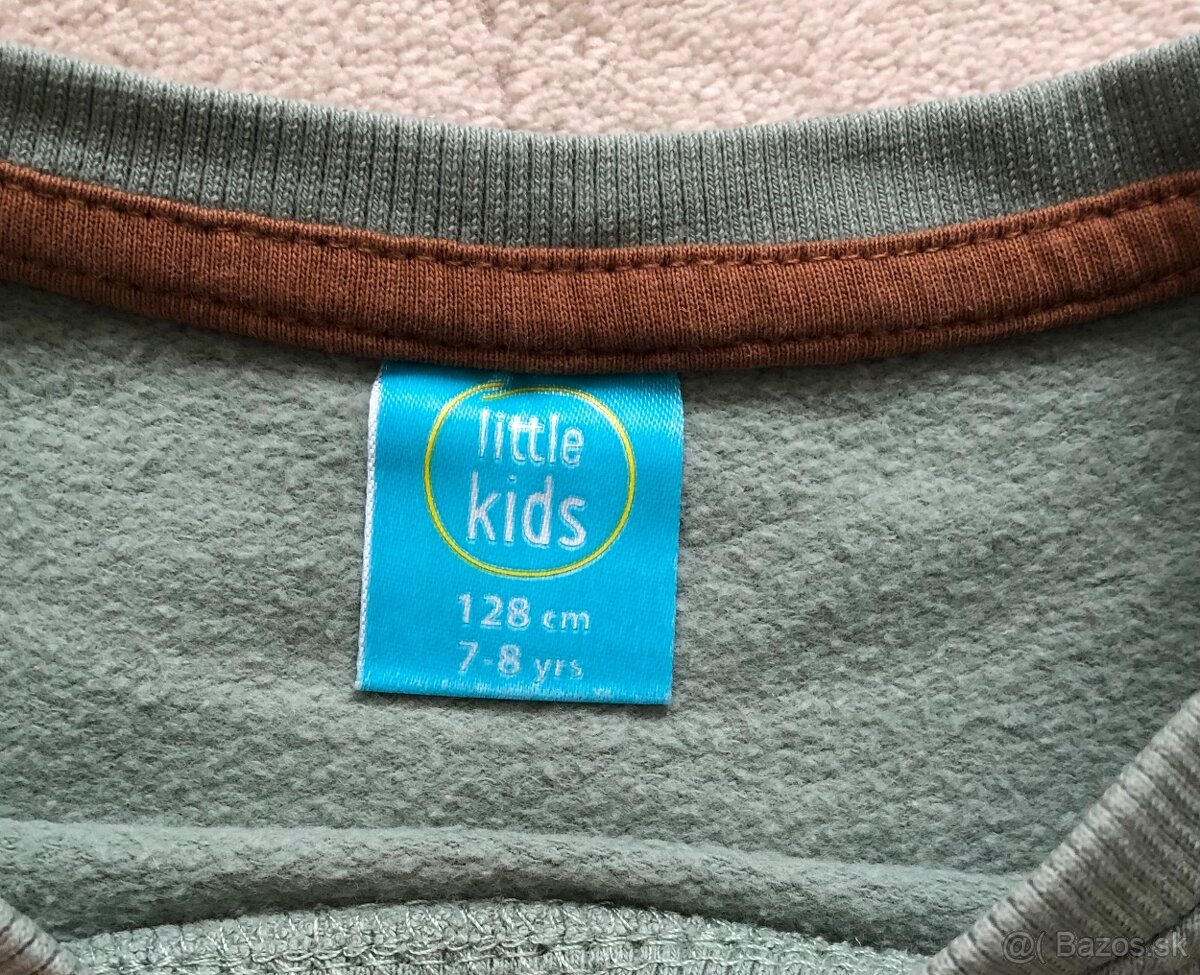 little
kids
128 cm
7-8 yrs
@( Bazos.sk